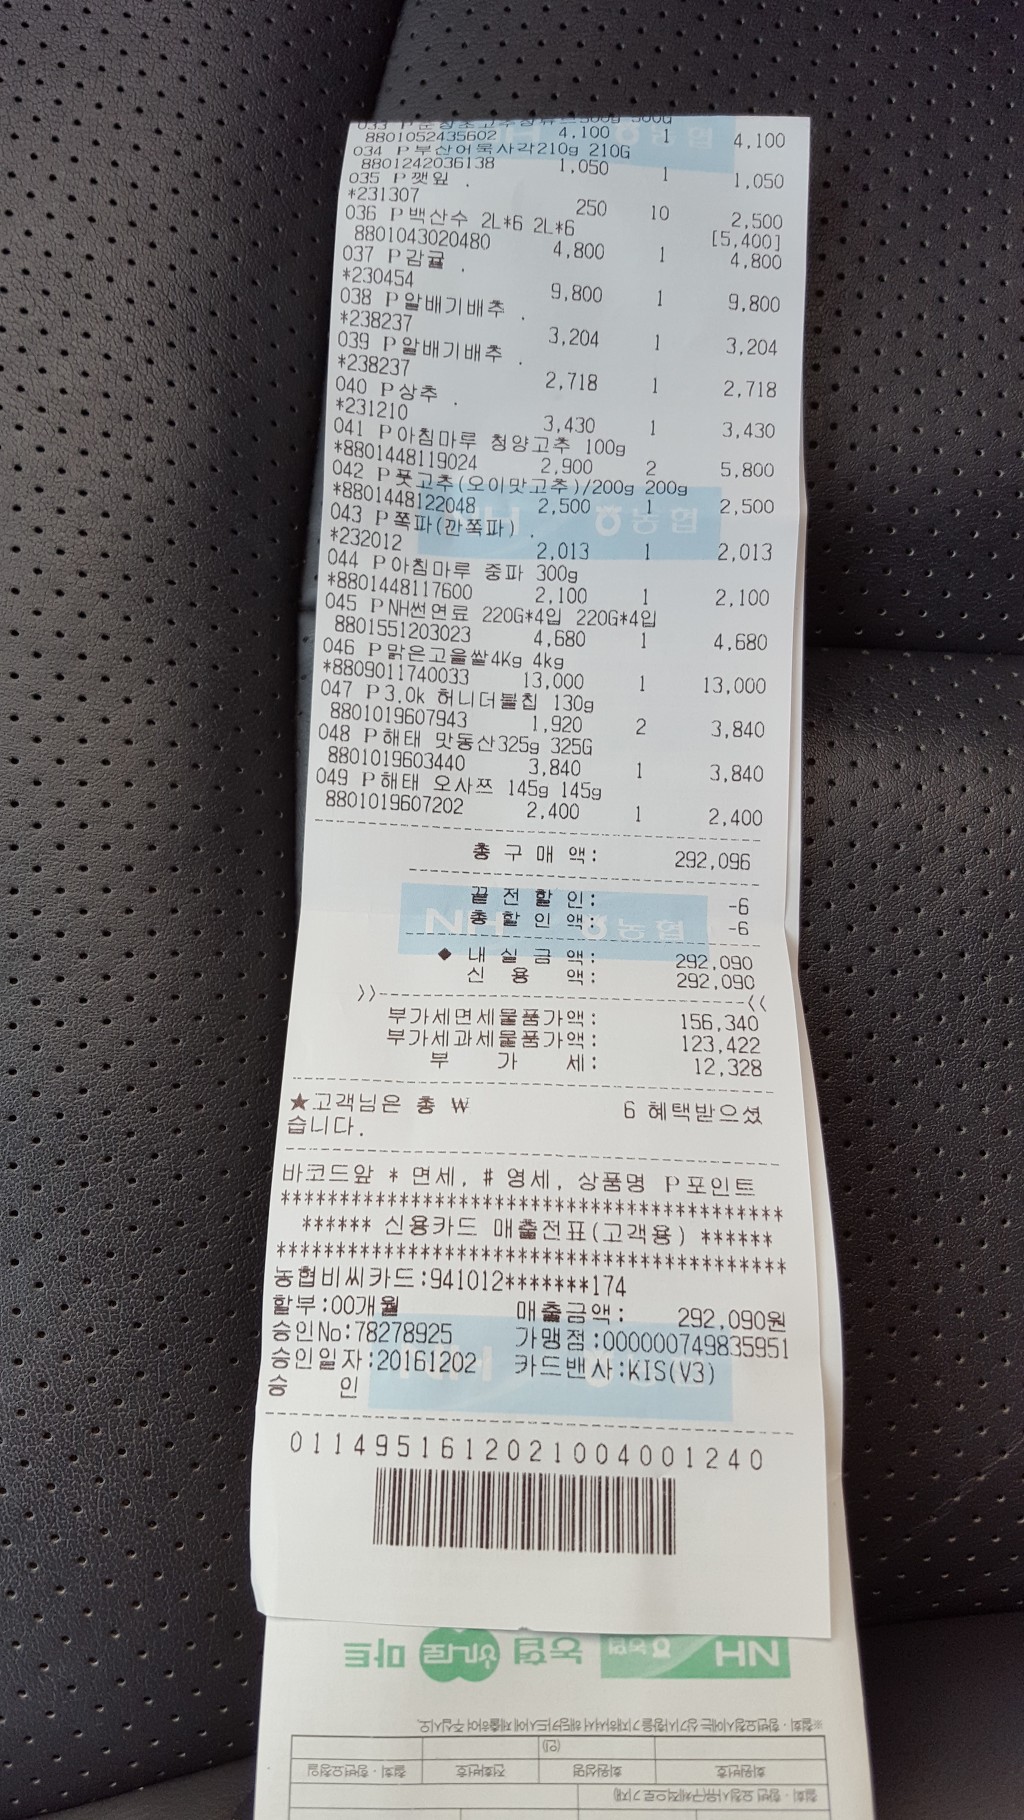 8801052435602 4,100 1 4,100
034 P부산어묵사각210g 210G
8801242036138 1,050 1 1,050
035 P깻잎 .
*231307 250 10 2,500
036 P백산수 2L*6 2L*6 [5,400]
8801043020480 4,800 1 4,800
037 P감귤 .
*230454 9,800 1 9,800
038 P알배기배추 .
*238237 3,204 1 3,204
039 P알배기배추 .
*238237 2,718 1 2,718
040 P상추 .
*231210 3,430 1 3,430
041 P아침마루 청양고추 100g
*8801448119024 2,900 2 5,800
042 P풋고추(오이맛고추)/200g 200g
*8801448122048 2,500 1 2,500
043 P쪽파(깐쪽파) .
*232012 2,013 1 2,013
044 P아침마루 중파 300g
*8801448117600 2,100 1 2,100
045 PNH썬연료 220G*4입 220G*4입
8801551203023 4,680 1 4,680
046 P맑은고을쌀4Kg 4kg
*8809011740033 13,000 1 13,000
047 P3.0k 허니더블칩 130g
8801019607943 1,920 2 3,840
048 P해태 맛동산325g 325G
8801019603440 3,840 1 3,840
049 P해태 오사쯔 145g 145g
8801019607202 2,400 1 2,400
총 구 매 액: 292,096
끝 전 할 인: -6
총 할 인 액: -6
◆ 내 실 금 액: 292,090
신 용 액: 292,090
>>------------------------<<
부가세면세물품가액: 156,340
부가세과세물품가액: 123,422
부 가 세: 12,328
★고객님은 총 ₩ 6 혜택받으셨
습니다.
바코드앞 * 면세, # 영세, 상품명 P포인트
******************************************
****** 신용카드 매출전표(고객용) ******
******************************************
농협비씨카드:941012*******174
할부:00개월 매출금액: 292,090원
승인No:78278925 가맹점:000000749835951
승인일자:20161202 카드밴사:KIS(V3)
승 인
01149516120210040012​40
NH 농협 하나로 마트